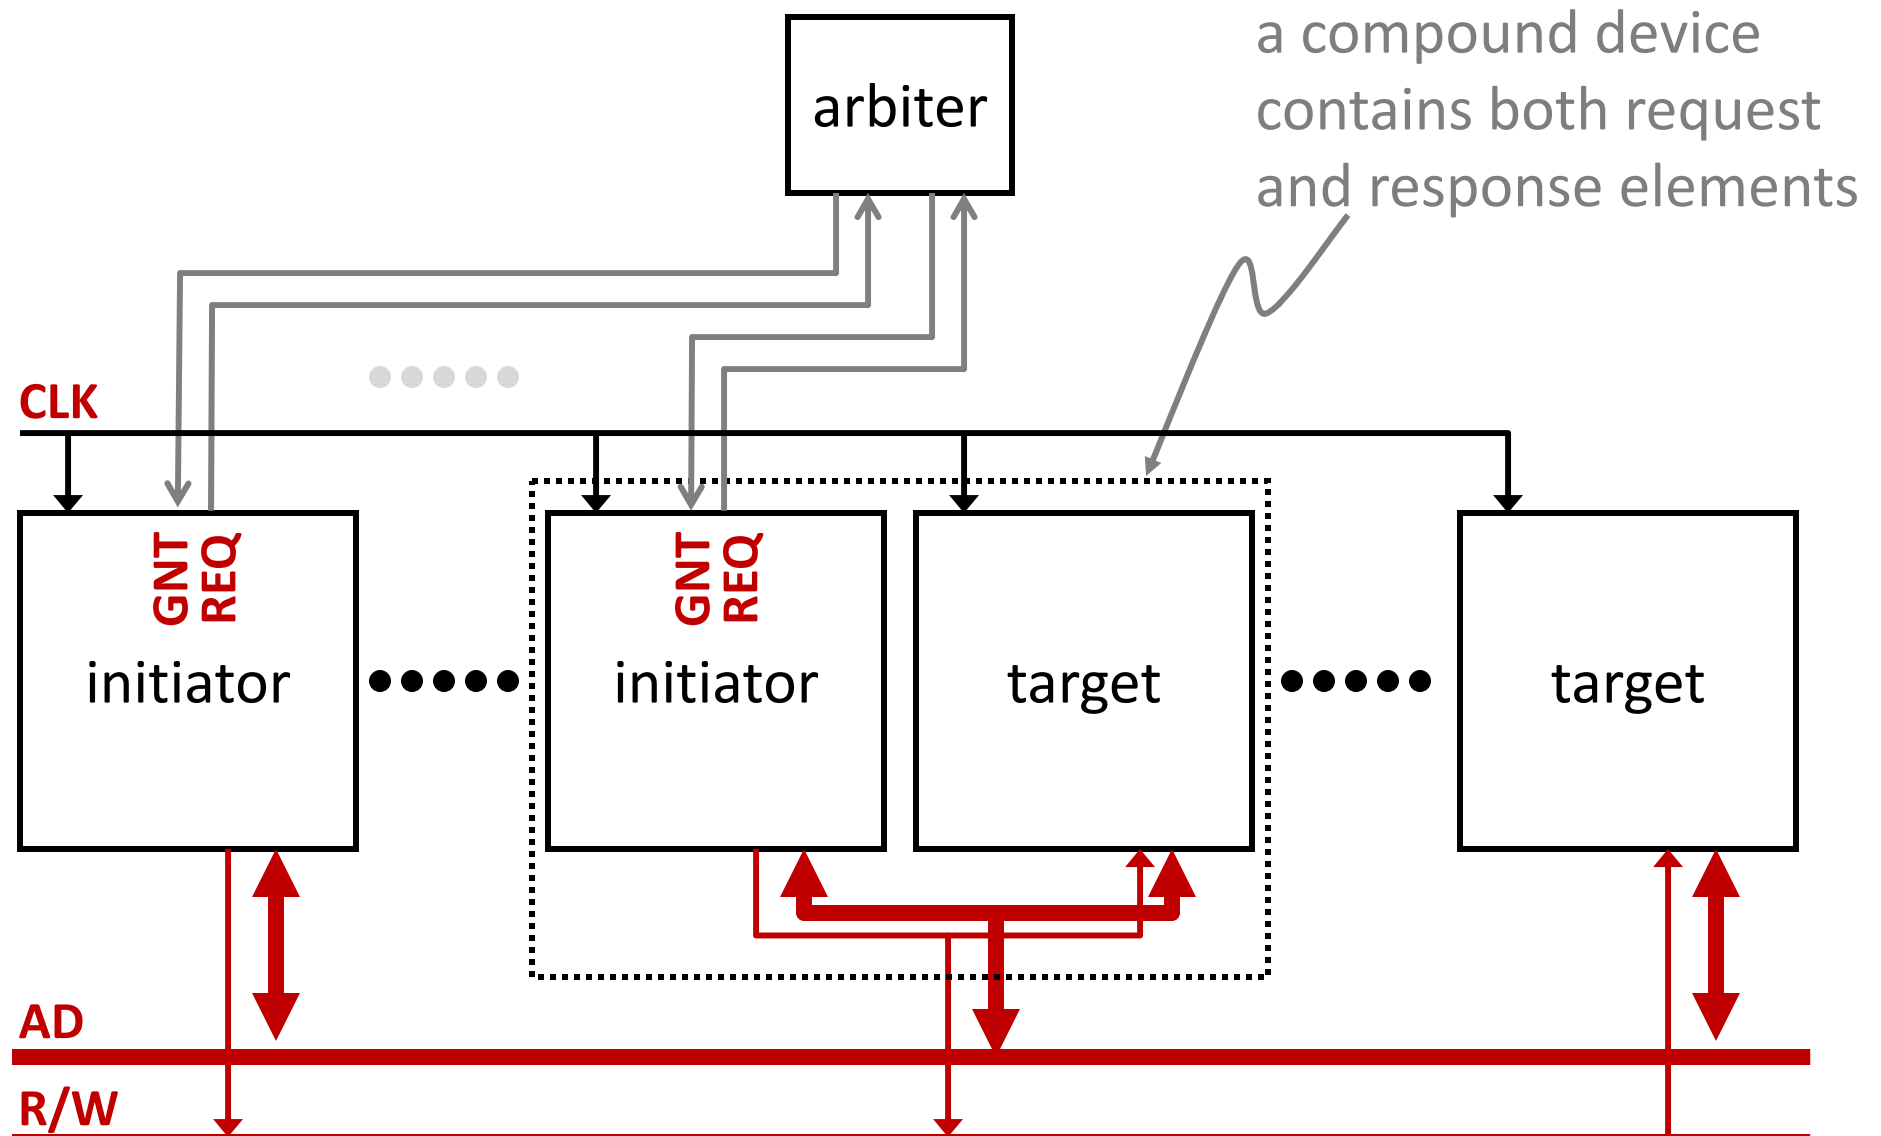 arbiter
a compound device
contains both request
and response elements
CLK
GNT
REQ
GNT
REQ
initiator
initiator
target
target
AD
R/W